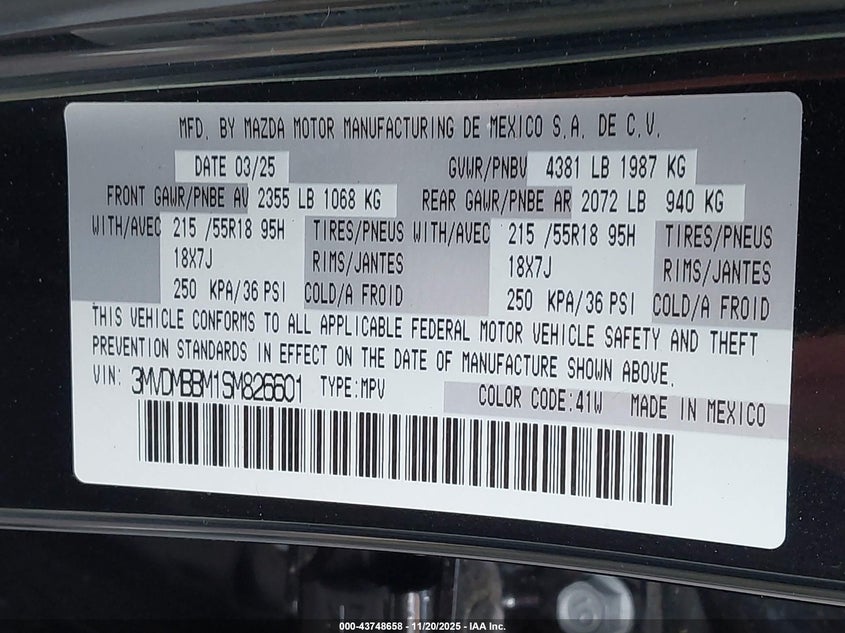 MFD. BY MAZDA MOTOR MANUFACTURING DE MEXICO S.A. DE C.V.
DATE 03/25 GVWR/PNBV 4381 LB 1987 KG
FRONT GAWR/PNBE AV 2355 LB 1068 KG REAR GAWR/PNBE AR 2072 LB 940 KG
WITH/AVEC 215 /55R18 95H TIRES/PNEUS WITH/AVEC 215 /55R18 95H TIRES/PNEUS
18X7J RIMS/JANTES 18X7J RIMS/JANTES
250 KPA/36 PSI COLD/A FROID 250 KPA/36 PSI COLD/A FROID
THIS VEHICLE CONFORMS TO ALL APPLICABLE FEDERAL MOTOR VEHICLE SAFETY AND THEFT
PREVENTION STANDARDS IN EFFECT ON THE DATE OF MANUFACTURE SHOWN ABOVE.
VIN: 3MVDMBBM1SM826601 TYPE:MPV COLOR CODE:41W MADE IN MEXICO
000-43748658 - 11/20/2025 - IAA Inc.